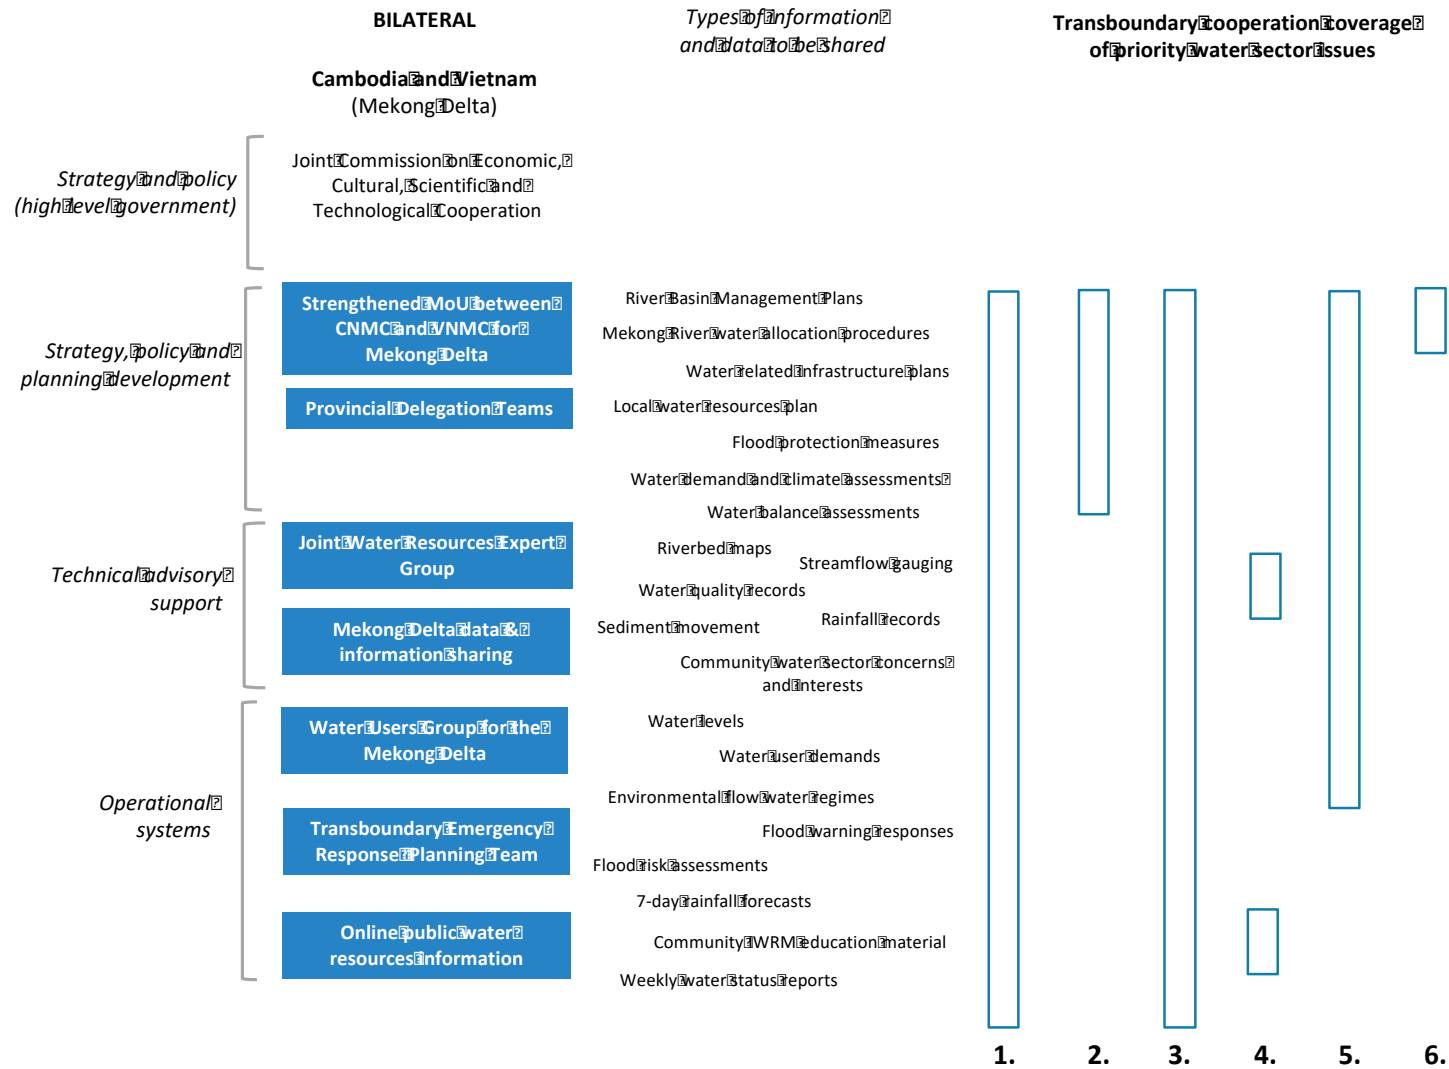 BILATERAL
Cambodia and Vietnam
(Mekong Delta)
Types of information
and data to be shared
Transboundary cooperation coverage
of priority water sector issues
Strategy and policy
(high level government)
Joint Commission on Economic,
Cultural, Scientific and
Technological Cooperation
Strategy, policy and
planning development
Strengthened MoU between
CNMC and VNMC for
Mekong Delta
Provincial Delegation Teams
River Basin Management Plans
Mekong River water allocation procedures
Water related infrastructure plans
Local water resources plan
Flood protection measures
Water demand and climate assessments
Water balance assessments
Technical advisory
support
Joint Water Resources Expert
Group
Mekong Delta data &
information sharing
Riverbed maps
Streamflow gauging
Water quality records
Rainfall records
Sediment movement
Community water sector concerns
and interests
Operational
systems
Water Users Group for the
Mekong Delta
Transboundary Emergency
Response Planning Team
Online public water
resources information
Water levels
Water user demands
Environmental flow water regimes
Flood warning responses
Flood risk assessments
7-day rainfall forecasts
Community IWRM education material
Weekly water status reports
1.
2.
3.
4.
5.
6.